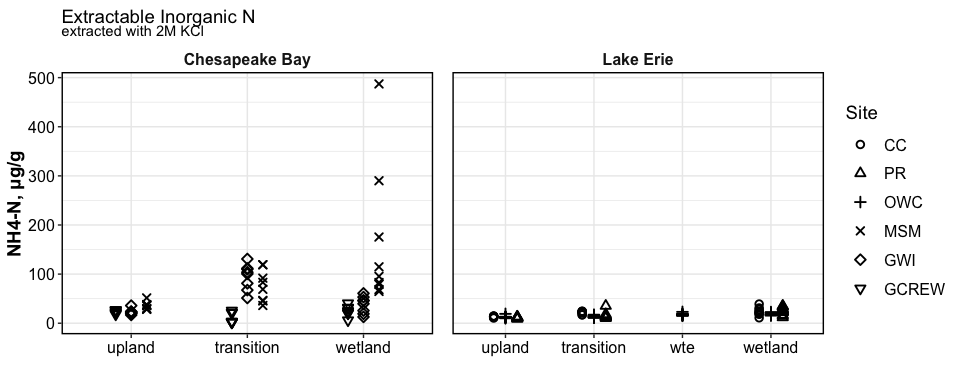 Extractable Inorganic N
extracted with 2M KCl
Chesapeake Bay
Lake Erie
NH4-N, µg/g
500
400
300
200
100
0
upland transition wetland
upland transition wte wetland
Site
CC
PR
OWC
MSM
GWI
GCREW